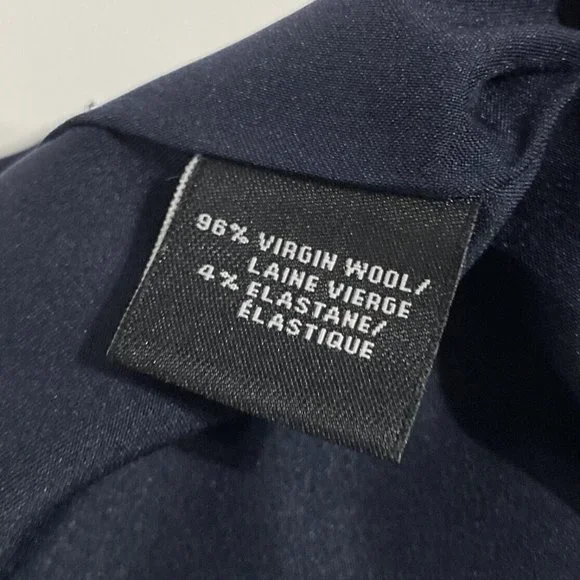 96% VIRGIN WOOL/
LAINE VIERGE
4% ELASTANE/
ÉLASTIQUE